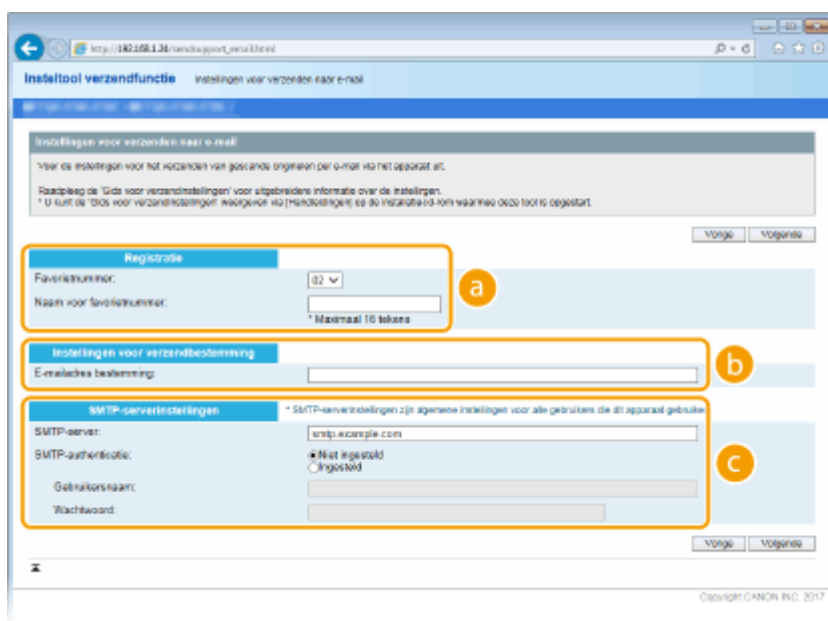 http://192.168.1.24/sendsupport_email.html
Insteltool verzendfunctie Instellingen voor verzenden naar e-mail
Instellingen voor verzenden naar e-mail
Voer de instellingen voor het verzenden van gescande originelen per e-mail via het apparaat uit.
Raadpleeg de 'Gids voor verzendinstellingen' voor uitgebreidere informatie over de instellingen.
* U kunt de 'Gids voor verzendinstellingen' weergeven via [Handleidingen] op de installatie-cd-rom waarmee deze tool is opgestart.
Vorige Volgende
Registratie
Favorietnummer: 02
Naam voor favorietnummer:
* Maximaal 16 tekens
a
Instellingen voor verzendbestemming
E-mailadres bestemming:
b
SMTP-serverinstellingen * SMTP-serverinstellingen zijn algemene instellingen voor alle gebruikers die dit apparaat gebruike
SMTP-server: smtp.example.com
SMTP-authenticatie: Niet ingesteld
Ingesteld
Gebruikersnaam:
Wachtwoord:
c
Vorige Volgende
Copyright CANON INC. 2017